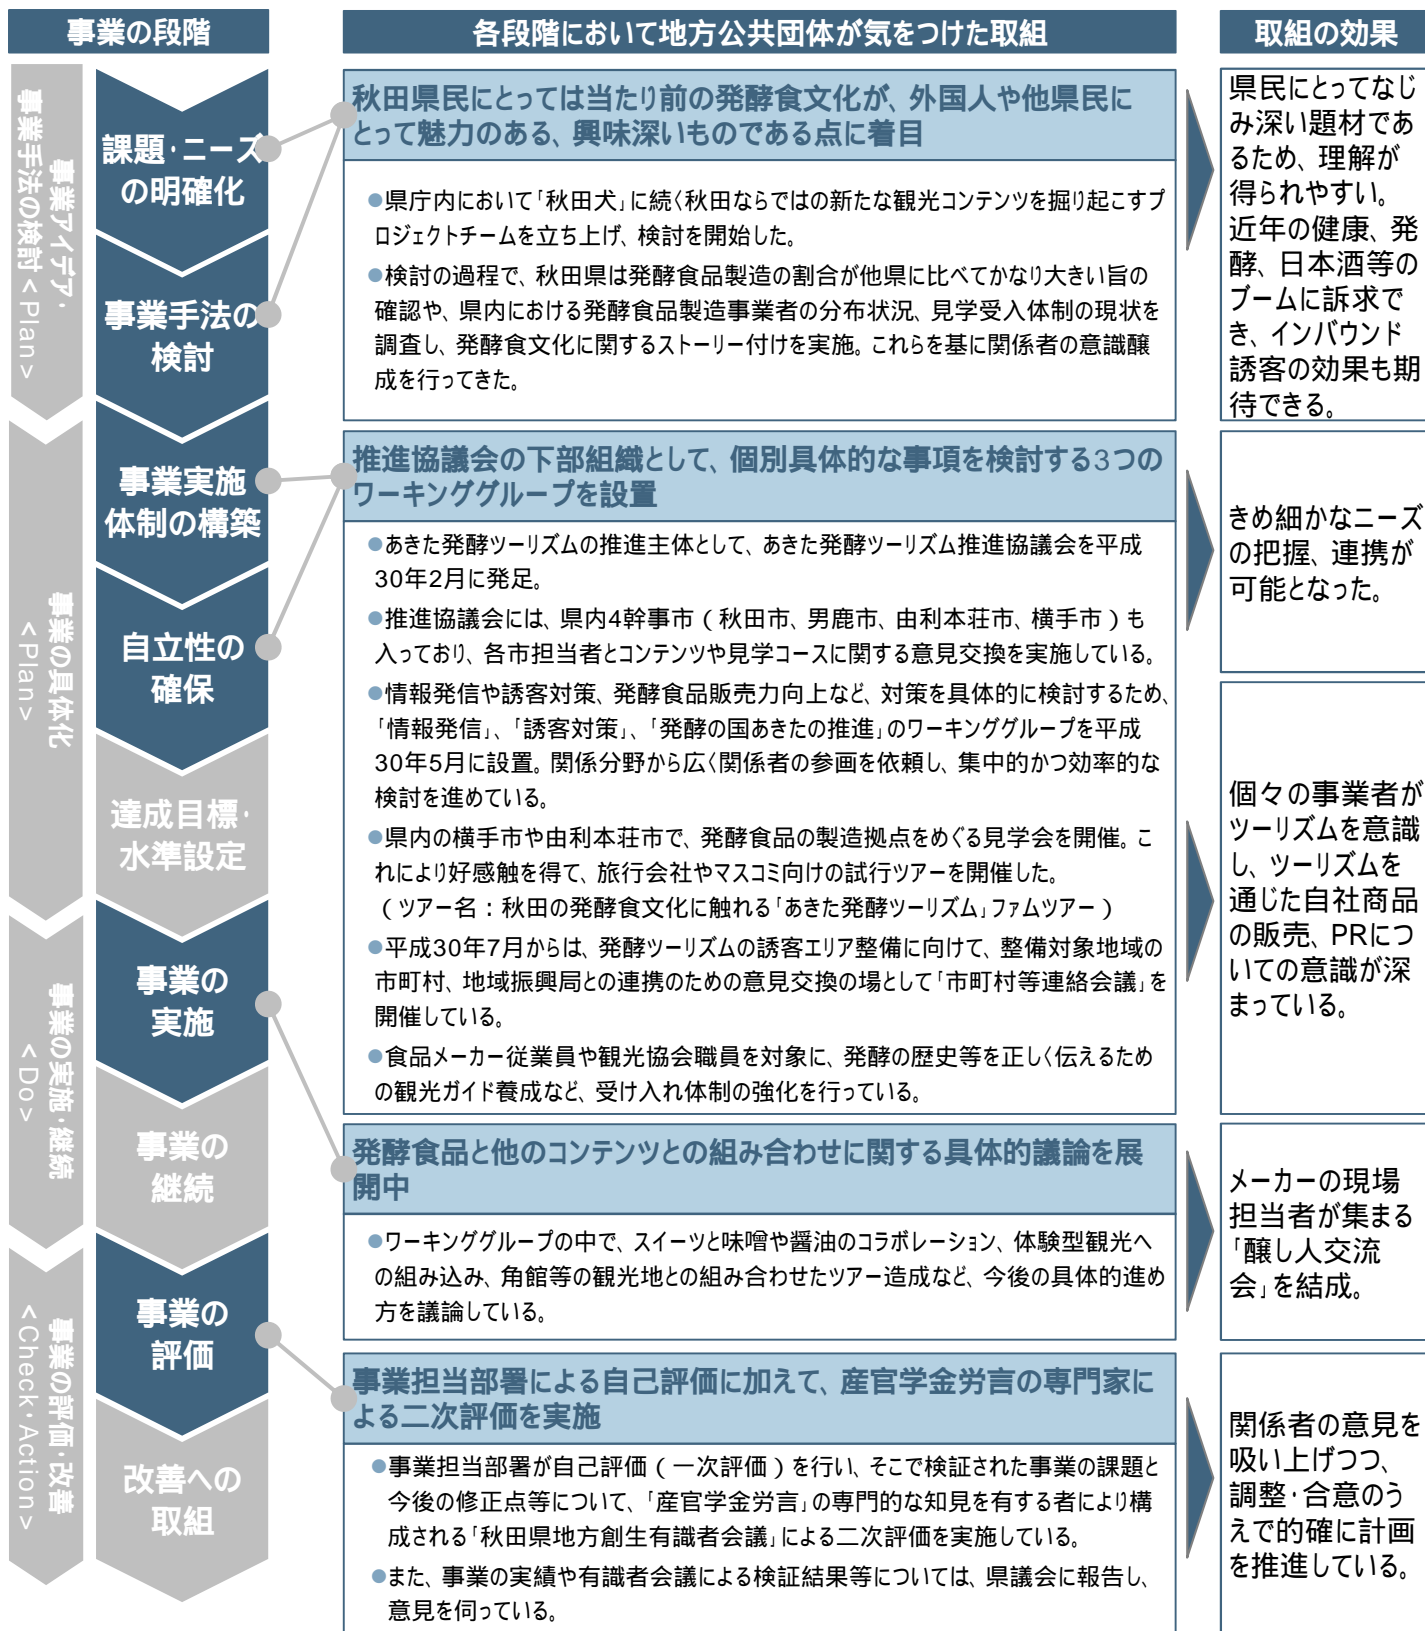 事業の段階
各段階において地方公共団体が気をつけた取組
取組の効果
事業アイデア・
事業手法の検討<Plan>
課題・ニーズ
の明確化
事業手法の
検討
秋田県民にとっては当たり前の発酵食文化が、外国人や他県民に
とって魅力のある、興味深いものである点に着目
●県庁内において「秋田犬」に続く秋田ならではの新たな観光コンテンツを掘り起こすプ
ロジェクトチームを立ち上げ、検討を開始した。
●検討の過程で、秋田県は発酵食品製造の割合が他県に比べてかなり大きい旨の
確認や、県内における発酵食品製造事業者の分布状況、見学受入体制の現状を
調査し、発酵食文化に関するストーリー付けを実施。これらを基に関係者の意識醸
成を行ってきた。
県民にとってなじ
み深い題材であ
るため、理解が
得られやすい。
近年の健康、発
酵、日本酒等の
ブームに訴求で
き、インバウンド
誘客の効果も期
待できる。
事業の具体化
<Plan>
事業実施
体制の構築
自立性の
確保
達成目標・
水準設定
推進協議会の下部組織として、個別具体的な事項を検討する3つの
ワーキンググループを設置
●あきた発酵ツーリズムの推進主体として、あきた発酵ツーリズム推進協議会を平成
30年2月に発足。
●推進協議会には、県内4幹事市(秋田市、男鹿市、由利本荘市、横手市)も
入っており、各市担当者とコンテンツや見学コースに関する意見交換を実施している。
●情報発信や誘客対策、発酵食品販売力向上など、対策を具体的に検討するため、
「情報発信」、「誘客対策」、「発酵の国あきたの推進」のワーキンググループを平成
30年5月に設置。関係分野から広く関係者の参画を依頼し、集中的かつ効率的な
検討を進めている。
●県内の横手市や由利本荘市で、発酵食品の製造拠点をめぐる見学会を開催。こ
れにより好感触を得て、旅行会社やマスコミ向けの試行ツアーを開催した。
(ツアー名:秋田の発酵食文化に触れる「あきた発酵ツーリズム」ファムツアー)
●平成30年7月からは、発酵ツーリズムの誘客エリア整備に向けて、整備対象地域の
市町村、地域振興局との連携のための意見交換の場として「市町村等連絡会議」を
開催している。
●食品メーカー従業員や観光協会職員を対象に、発酵の歴史等を正しく伝えるため
の観光ガイド養成など、受け入れ体制の強化を行っている。
きめ細かなニーズ
の把握、連携が
可能となった。
個々の事業者が
ツーリズムを意識
し、ツーリズムを
通じた自社商品
の販売、PRにつ
いての意識が深
まっている。
事業の実施・継続
<Do>
事業の
実施
事業の
継続
発酵食品と他のコンテンツとの組み合わせに関する具体的議論を展
開中
●ワーキンググループの中で、スイーツと味噌や醤油のコラボレーション、体験型観光へ
の組み込み、角館等の観光地との組み合わせたツアー造成など、今後の具体的進め
方を議論している。
メーカーの現場
担当者が集まる
「醸し人交流
会」を結成。
事業の評価・改善
<Check・Action>
事業の
評価
改善への
取組
事業担当部署による自己評価に加えて、産官学金労言の専門家に
よる二次評価を実施
●事業担当部署が自己評価(一次評価)を行い、そこで検証された事業の課題と
今後の修正点等について、「産官学金労言」の専門的な知見を有する者により構
成される「秋田県地方創生有識者会議」による二次評価を実施している。
●また、事業の実績や有識者会議による検証結果等については、県議会に報告し、
意見を伺っている。
関係者の意見を
吸い上げつつ、
調整・合意のう
えで的確に計画
を推進している。